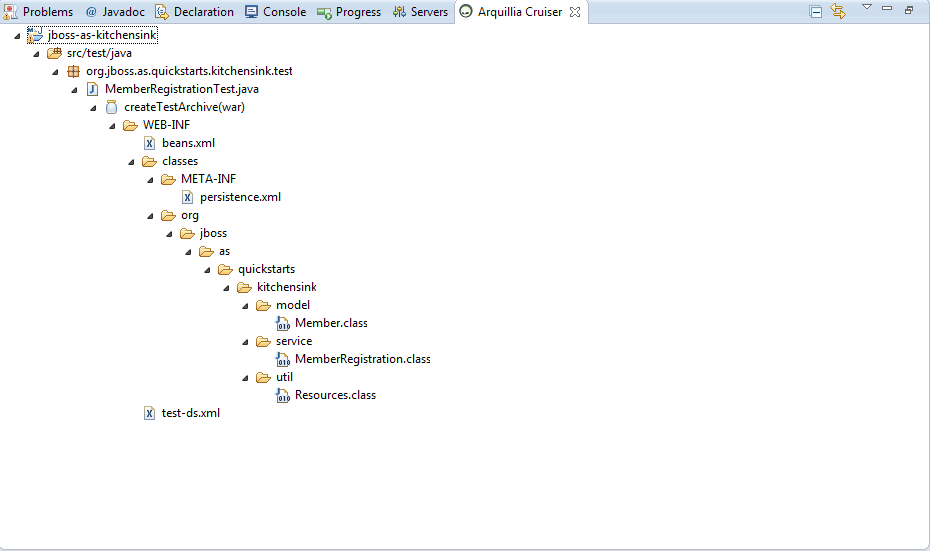 Problems @ Javadoc Declaration Console Progress Servers Arquillia Cruiser
jboss-as-kitchensink
src/test/java
org.jboss.as.quickstarts.kitchensink.test
MemberRegistrationTest.java
createTestArchive(war)
WEB-INF
beans.xml
classes
META-INF
persistence.xml
org
jboss
as
quickstarts
kitchensink
model
Member.class
service
MemberRegistration.class
util
Resources.class
test-ds.xml